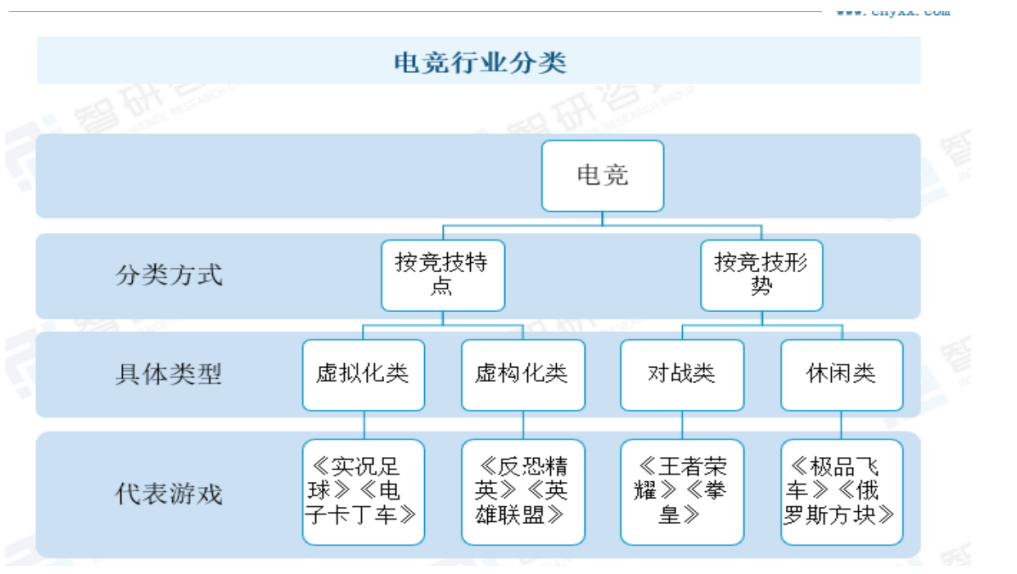 www.chyxx.com
电竞行业分类
电竞
分类方式
按竞技特
点
按竞技形
势
具体类型
虚拟化类
虚构化类
对战类
休闲类
代表游戏
《实况足
球》《电
子卡丁车》
《反恐精
英》《英
雄联盟》
《王者荣
耀》《拳
皇》
《极品飞
车》《俄
罗斯方块》